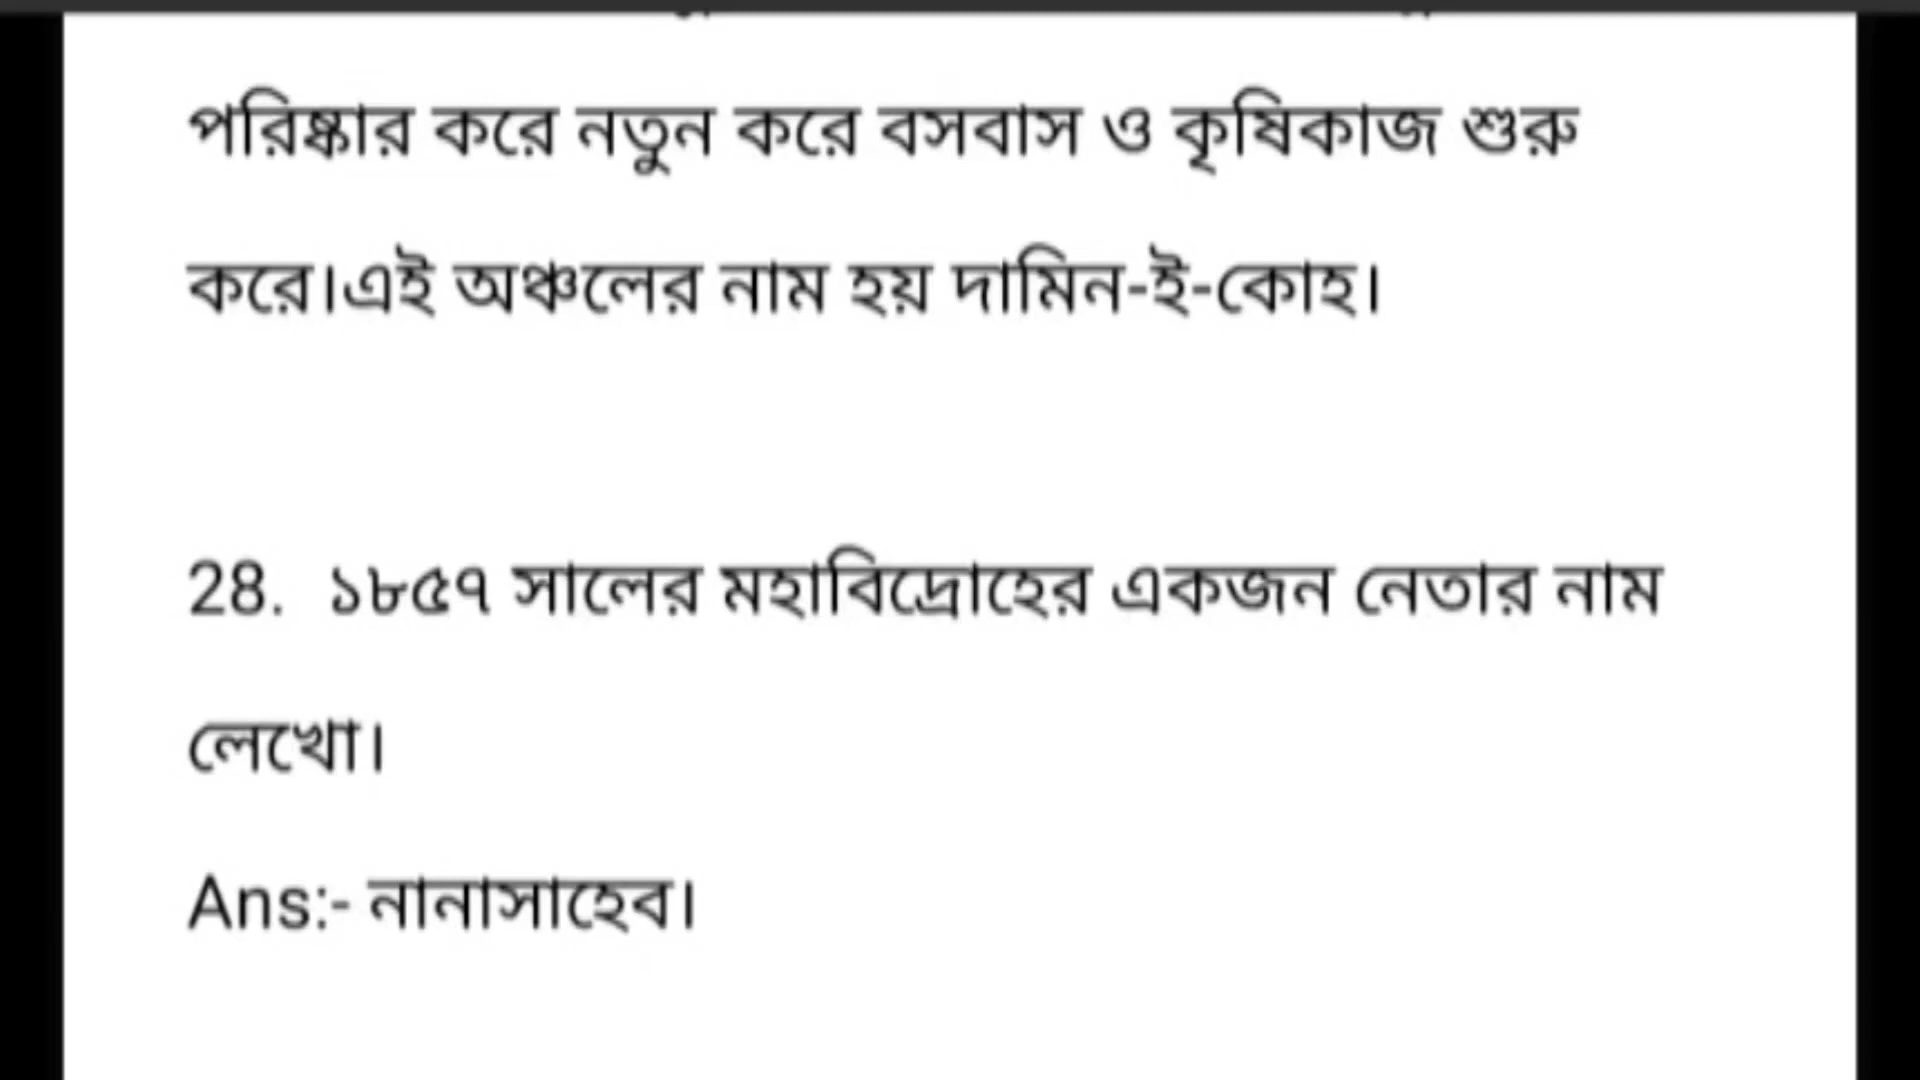 পরিষ্কার করে নতুন করে বসবাস ও কৃষিকাজ শুরু
করে।এই অঞ্চলের নাম হয় দামিন-ই-কোহ।
28. ১৮৫৭ সালের মহাবিদ্রোহের একজন নেতার নাম
লেখো।
Ans:- নানাসাহেব।